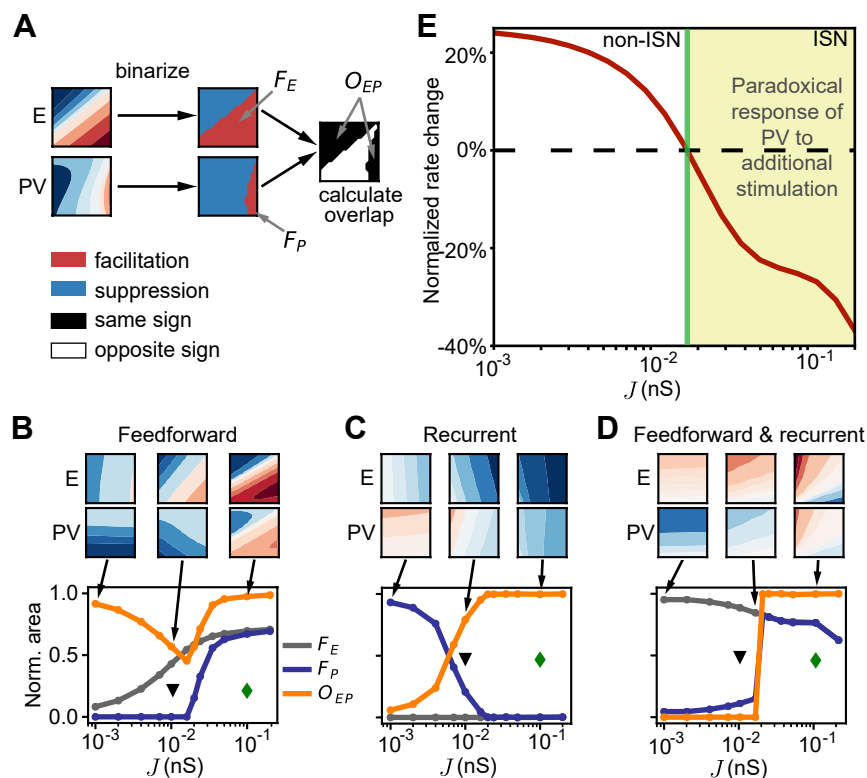 A
binarize
E
PV
F_E
F_P
O_EP
calculate
overlap
facilitation
suppression
same sign
opposite sign
E
Normalized rate change
20%
0%
-20%
-40%
non-ISN
ISN
Paradoxical
response of
PV to
additional
stimulation
10^-3
10^-2
10^-1
J (nS)
B
Feedforward
E
PV
Norm. area
1.0
0.5
0.0
10^-3
10^-2
10^-1
J (nS)
F_E
F_P
O_EP
C
Recurrent
E
PV
10^-3
10^-2
10^-1
J (nS)
D
Feedforward & recurrent
E
PV
10^-3
10^-2
10^-1
J (nS)